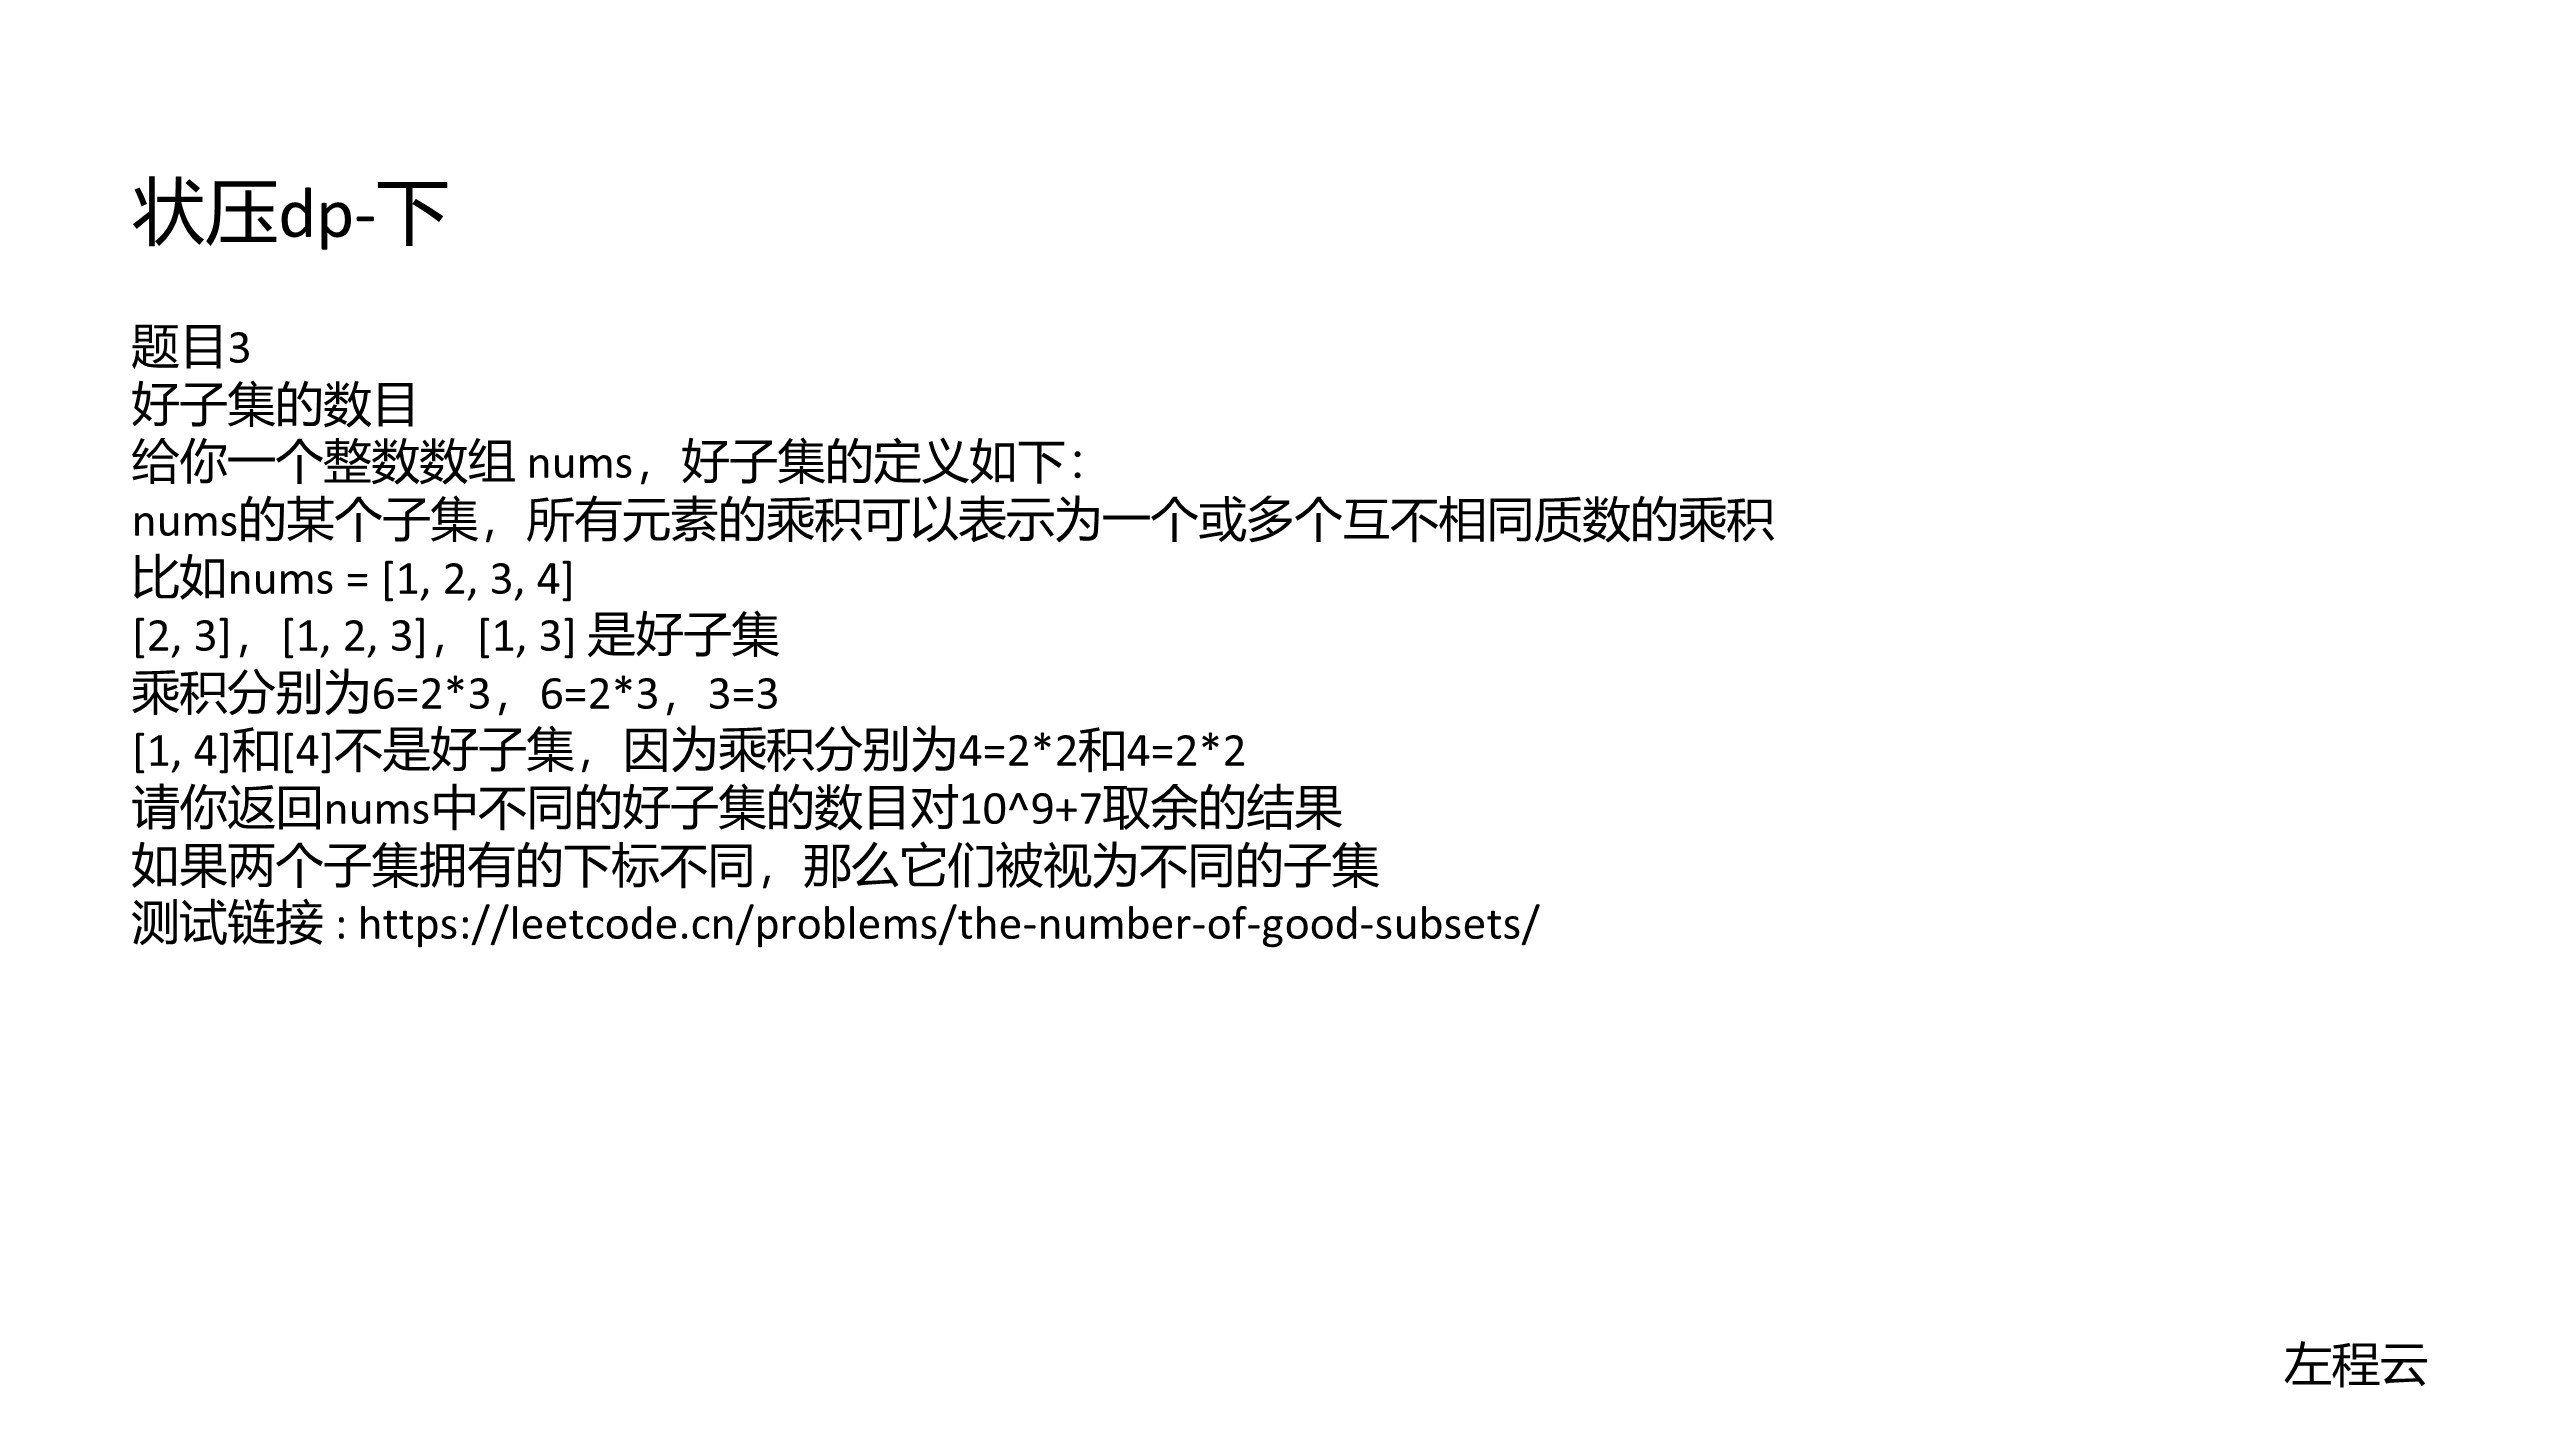 状压dp-下
题目3
好子集的数目
给你一个整数数组 nums，好子集的定义如下：
nums的某个子集，所有元素的乘积可以表示为一个或多个互不相同质数的乘积
比如nums = [1, 2, 3, 4]
[2, 3]，[1, 2, 3]，[1, 3] 是好子集
乘积分别为6=2*3，6=2*3，3=3
[1, 4]和[4]不是好子集，因为乘积分别为4=2*2和4=2*2
请你返回nums中不同的好子集的数目对10^9+7取余的结果
如果两个子集拥有的下标不同，那么它们被视为不同的子集
测试链接 : https://leetcode.cn/problems/the-number-of-good-subsets/
左程云